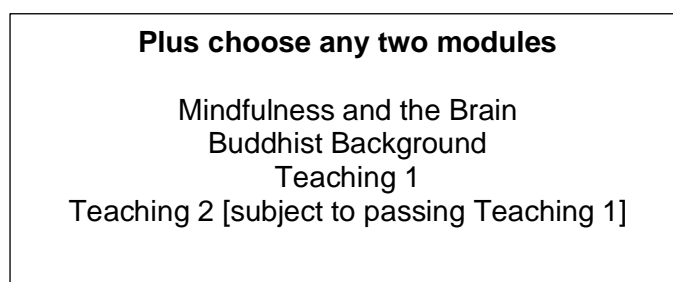 Plus choose any two modules
Mindfulness and the Brain
Buddhist Background
Teaching 1
Teaching 2 [subject to passing Teaching 1]